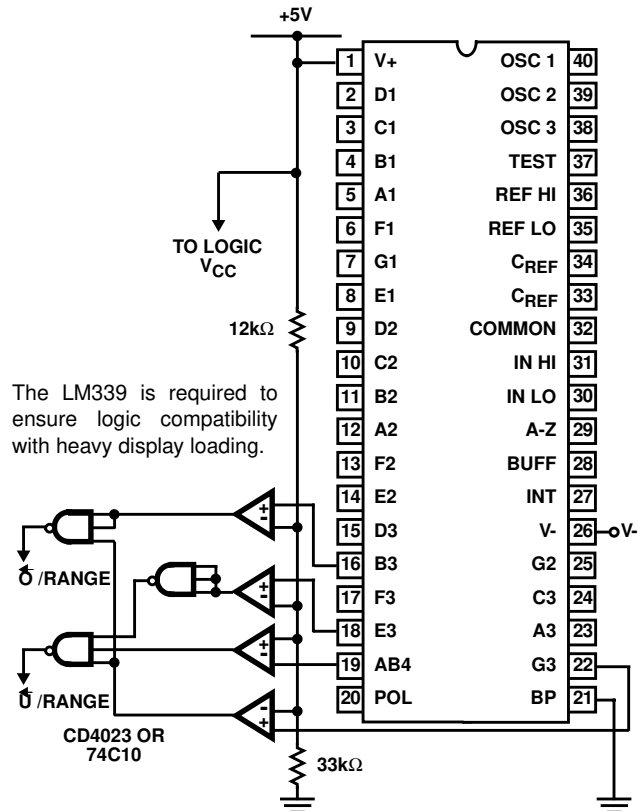 +5V
1 V+ OSC 1 40
2 D1 OSC 2 39
3 C1 OSC 3 38
4 B1 TEST 37
5 A1 REF HI 36
6 F1 REF LO 35
7 G1 CREF 34
8 E1 CREF 33
9 D2 COMMON 32
10 C2 IN HI 31
11 B2 IN LO 30
12 A2 A-Z 29
13 F2 BUFF 28
14 E2 INT 27
15 D3 V- 26 V-
16 B3 G2 25
17 F3 C3 24
18 E3 A3 23
19 AB4 G3 22
20 POL BP 21
TO LOGIC
VCC
12kΩ
The LM339 is required to
ensure logic compatibility
with heavy display loading.
+
-
+
-
-
+
-
+
O /RANGE
U /RANGE
CD4023 OR
74C10
33kΩ